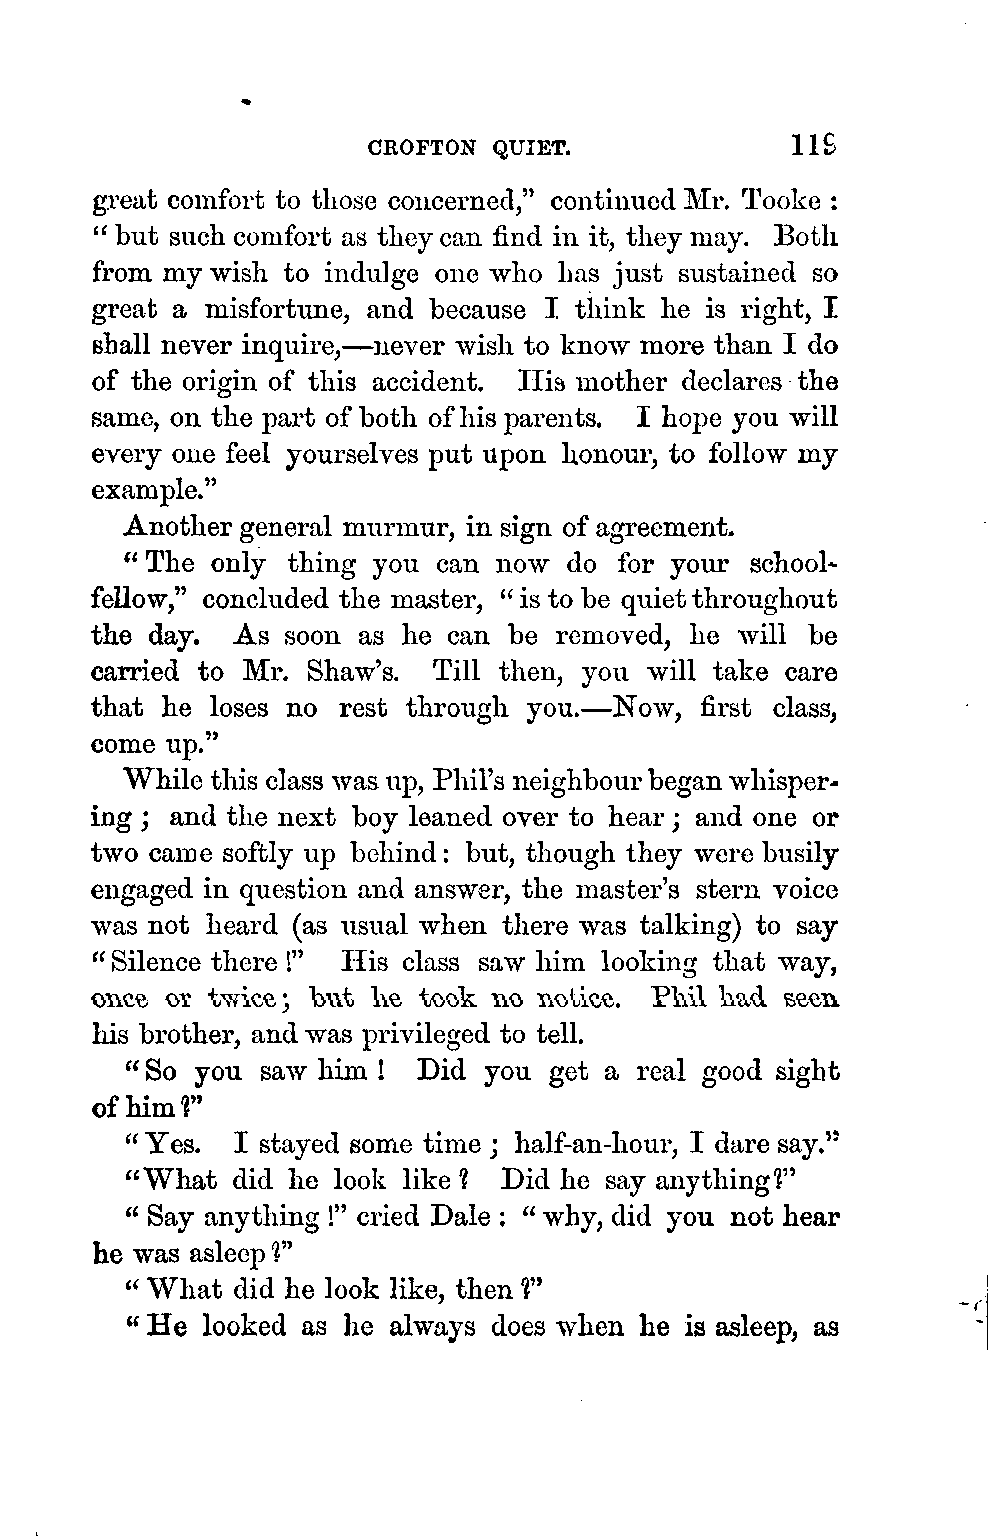 CROFTON QUIET. 119
great comfort to those concerned,” continued Mr. Tooke :
“ but such comfort as they can find in it, they may. Both
from my wish to indulge one who has just sustained so
great a misfortune, and because I think he is right, I
shall never inquire,—never wish to know more than I do
of the origin of this accident. His mother declares the
same, on the part of both of his parents. I hope you will
every one feel yourselves put upon honour, to follow my
example.”
Another general murmur, in sign of agreement.
“ The only thing you can now do for your school-
fellow,” concluded the master, “ is to be quiet throughout
the day. As soon as he can be removed, he will be
carried to Mr. Shaw’s. Till then, you will take care
that he loses no rest through you.—Now, first class,
come up.”
While this class was up, Phil’s neighbour began whisper-
ing ; and the next boy leaned over to hear ; and one or
two came softly up behind : but, though they were busily
engaged in question and answer, the master’s stern voice
was not heard (as usual when there was talking) to say
“ Silence there !” His class saw him looking that way,
once or twice ; but he took no notice. Phil had seen
his brother, and was privileged to tell.
“ So you saw him ! Did you get a real good sight
of him ?”
“ Yes. I stayed some time ; half-an-hour, I dare say.”
“What did he look like ? Did he say anything?”
“ Say anything !” cried Dale : “ why, did you not hear
he was asleep ?”
“ What did he look like, then ?”
“ He looked as he always does when he is asleep, as